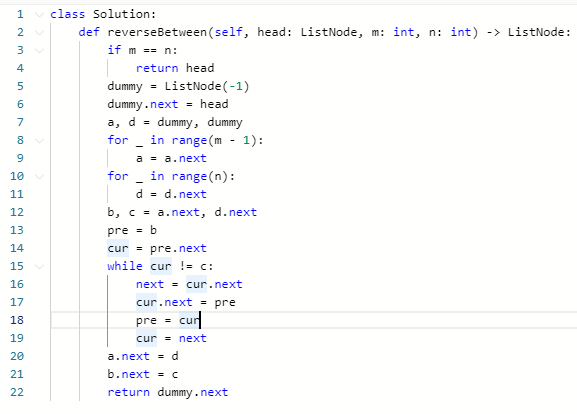 1 class Solution:
2     def reverseBetween(self, head: ListNode, m: int, n: int) -> ListNode:
3         if m == n:
4             return head
5         dummy = ListNode(-1)
6         dummy.next = head
7         a, d = dummy, dummy
8         for _ in range(m - 1):
9             a = a.next
10         for _ in range(n):
11             d = d.next
12         b, c = a.next, d.next
13         pre = b
14         cur = pre.next
15         while cur != c:
16             next = cur.next
17             cur.next = pre
18             pre = cur
19             cur = next
20         a.next = d
21         b.next = c
22         return dummy.next